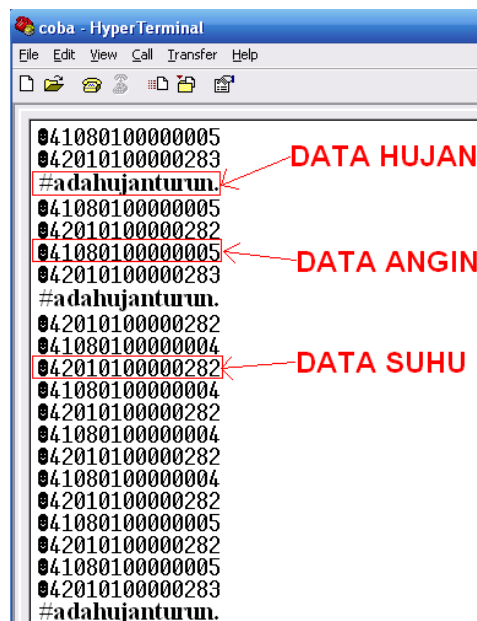 coba - HyperTerminal
File Edit View Call Transfer Help
☻41080100000005
☻42010100000283
DATA HUJAN
#adahujanturun.
☻41080100000005
☻42010100000282
☻41080100000005
DATA ANGIN
☻42010100000283
#adahujanturun.
☻42010100000282
☻41080100000004
☻42010100000282
DATA SUHU
☻41080100000004
☻42010100000282
☻41080100000004
☻42010100000282
☻41080100000004
☻42010100000282
☻41080100000005
☻42010100000282
☻41080100000005
☻42010100000283
#adahujanturun.